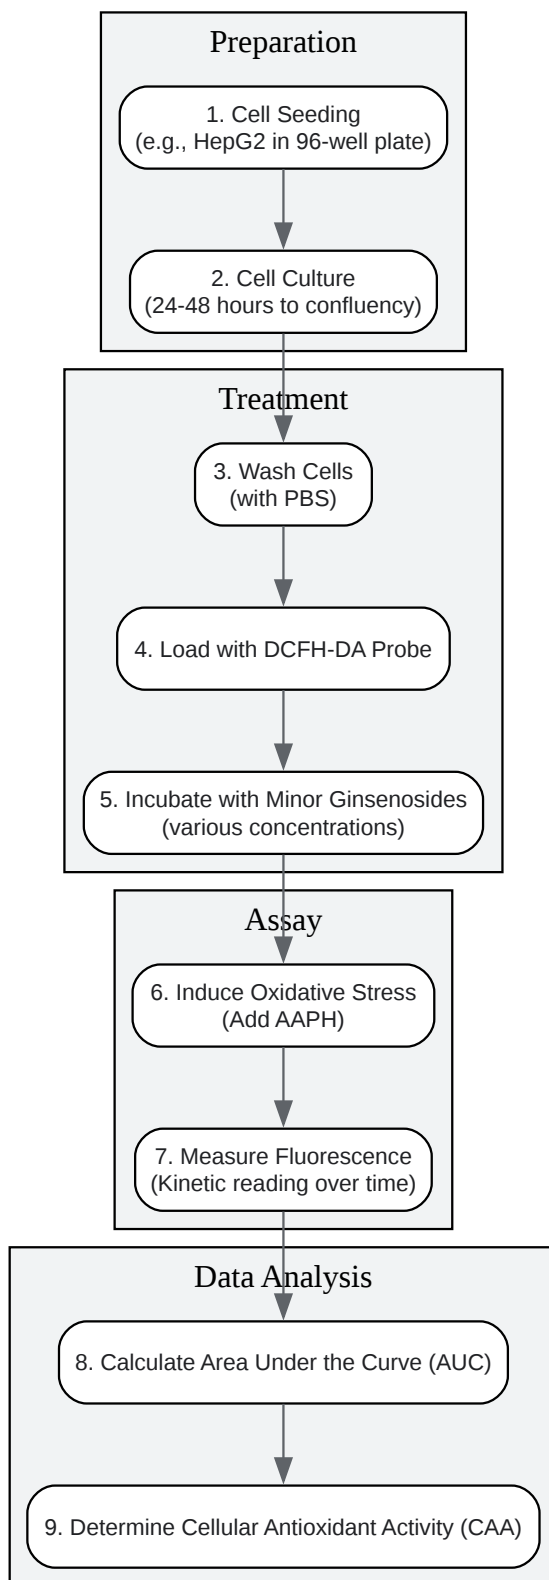 Preparation
1. Cell Seeding
(e.g., HepG2 in 96-well plate)
2. Cell Culture
(24-48 hours to confluency)
Treatment
3. Wash Cells
(with PBS)
4. Load with DCFH-DA Probe
5. Incubate with Minor Ginsenosides
(various concentrations)
Assay
6. Induce Oxidative Stress
(Add AAPH)
7. Measure Fluorescence
(Kinetic reading over time)
Data Analysis
8. Calculate Area Under the Curve (AUC)
9. Determine Cellular Antioxidant Activity (CAA)